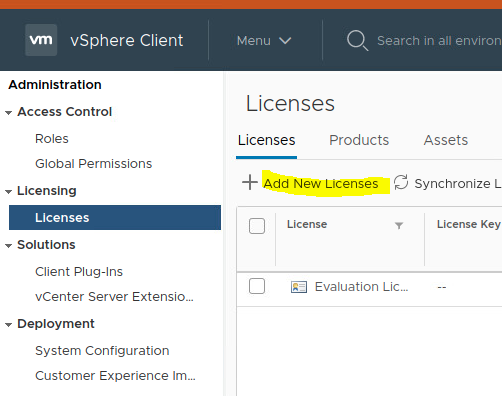 vm vSphere Client Menu Search in all environ
Administration
Access Control
Roles
Global Permissions
Licensing
Licenses
Solutions
Client Plug-Ins
vCenter Server Extensio...
Deployment
System Configuration
Customer Experience Im...
Licenses
Licenses Products Assets
Add New Licenses Synchronize L
License License Key
Evaluation Lic... --